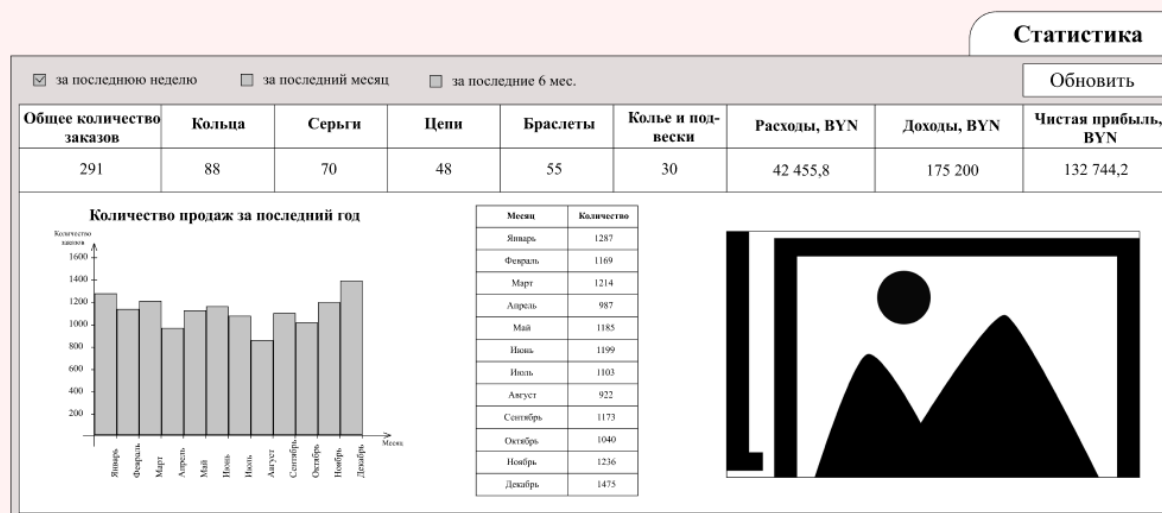 Статистика
за последнюю неделю за последний месяц за последние 6 мес. Обновить
Общее количество заказов Кольца Серьги Цепи Браслеты Колье и под-вески Расходы, BYN Доходы, BYN Чистая прибыль, BYN
291 88 70 48 55 30 42 455,8 175 200 132 744,2
Количество продаж за последний год
Количество
заказов
1600
1400
1200
1000
800
600
400
200
Месяц
Январь Февраль Март Апрель Май Июнь Июль Август Сентябрь Октябрь Ноябрь Декабрь
Месяц Количество
Январь 1287
Февраль 1169
Март 1214
Апрель 987
Май 1185
Июнь 1199
Июль 1103
Август 922
Сентябрь 1173
Октябрь 1040
Ноябрь 1236
Декабрь 1475